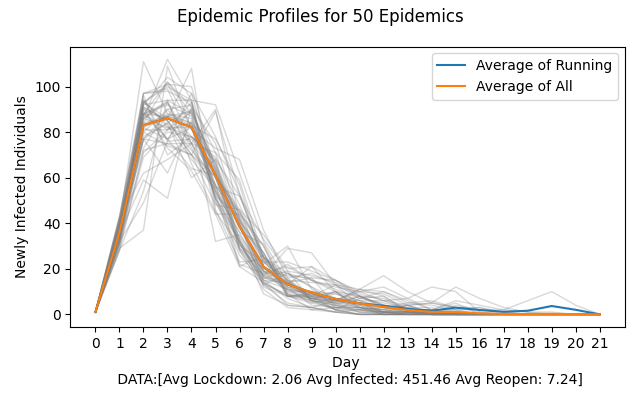 Epidemic Profiles for 50 Epidemics
Newly Infected Individuals
100
80
60
40
20
0
Average of Running
Average of All
0 1 2 3 4 5 6 7 8 9 10 11 12 13 14 15 16 17 18 19 20 21
Day
DATA:[Avg Lockdown: 2.06 Avg Infected: 451.46 Avg Reopen: 7.24]